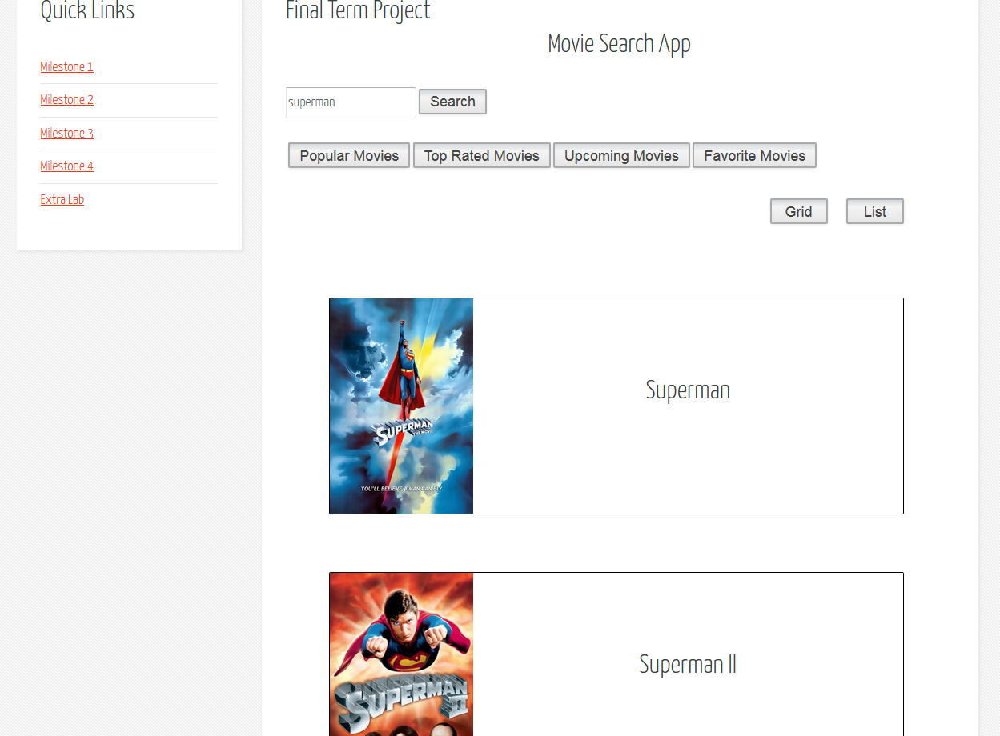 Quick Links
Milestone 1
Milestone 2
Milestone 3
Milestone 4
Extra Lab
Final Term Project
Movie Search App
superman Search
Popular Movies Top Rated Movies Upcoming Movies Favorite Movies
Grid List
SUPERMAN
THE MOVIE
YOU'LL BELIEVE A MAN CAN FLY.
Superman
SUPERMAN
II
Superman II